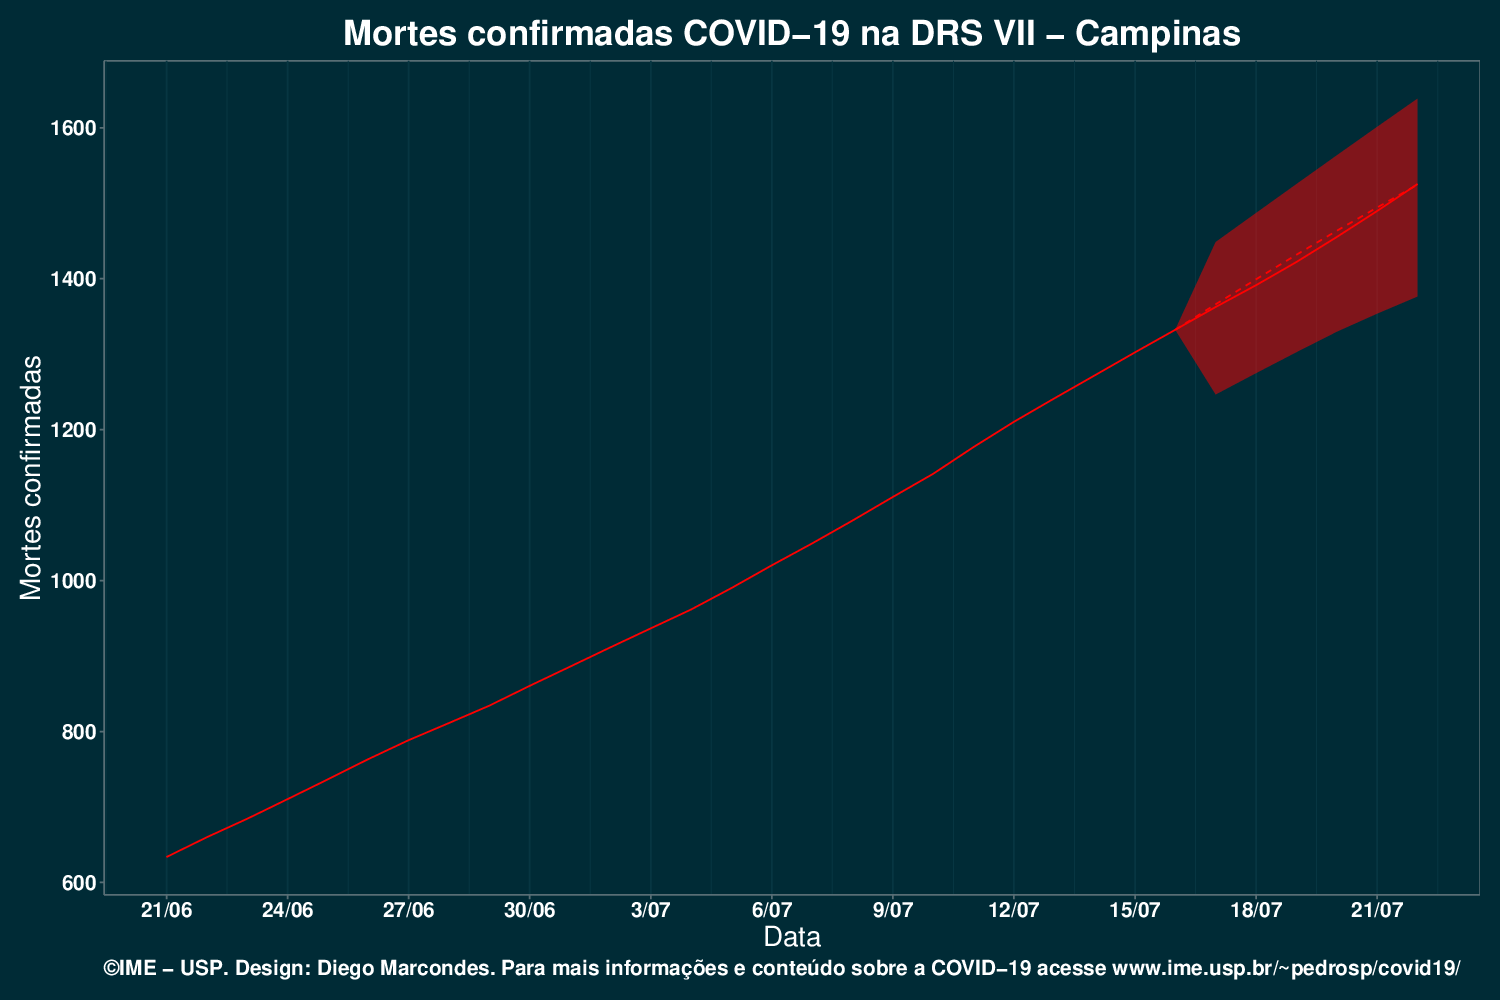 Mortes confirmadas COVID−19 na DRS VII − Campinas
Mortes confirmadas
1600
1400
1200
1000
800
600
21/06 24/06 27/06 30/06 3/07 6/07 9/07 12/07 15/07 18/07 21/07
Data
©IME − USP. Design: Diego Marcondes. Para mais informações e conteúdo sobre a COVID−19 acesse www.ime.usp.br/~pedrosp/covid19/